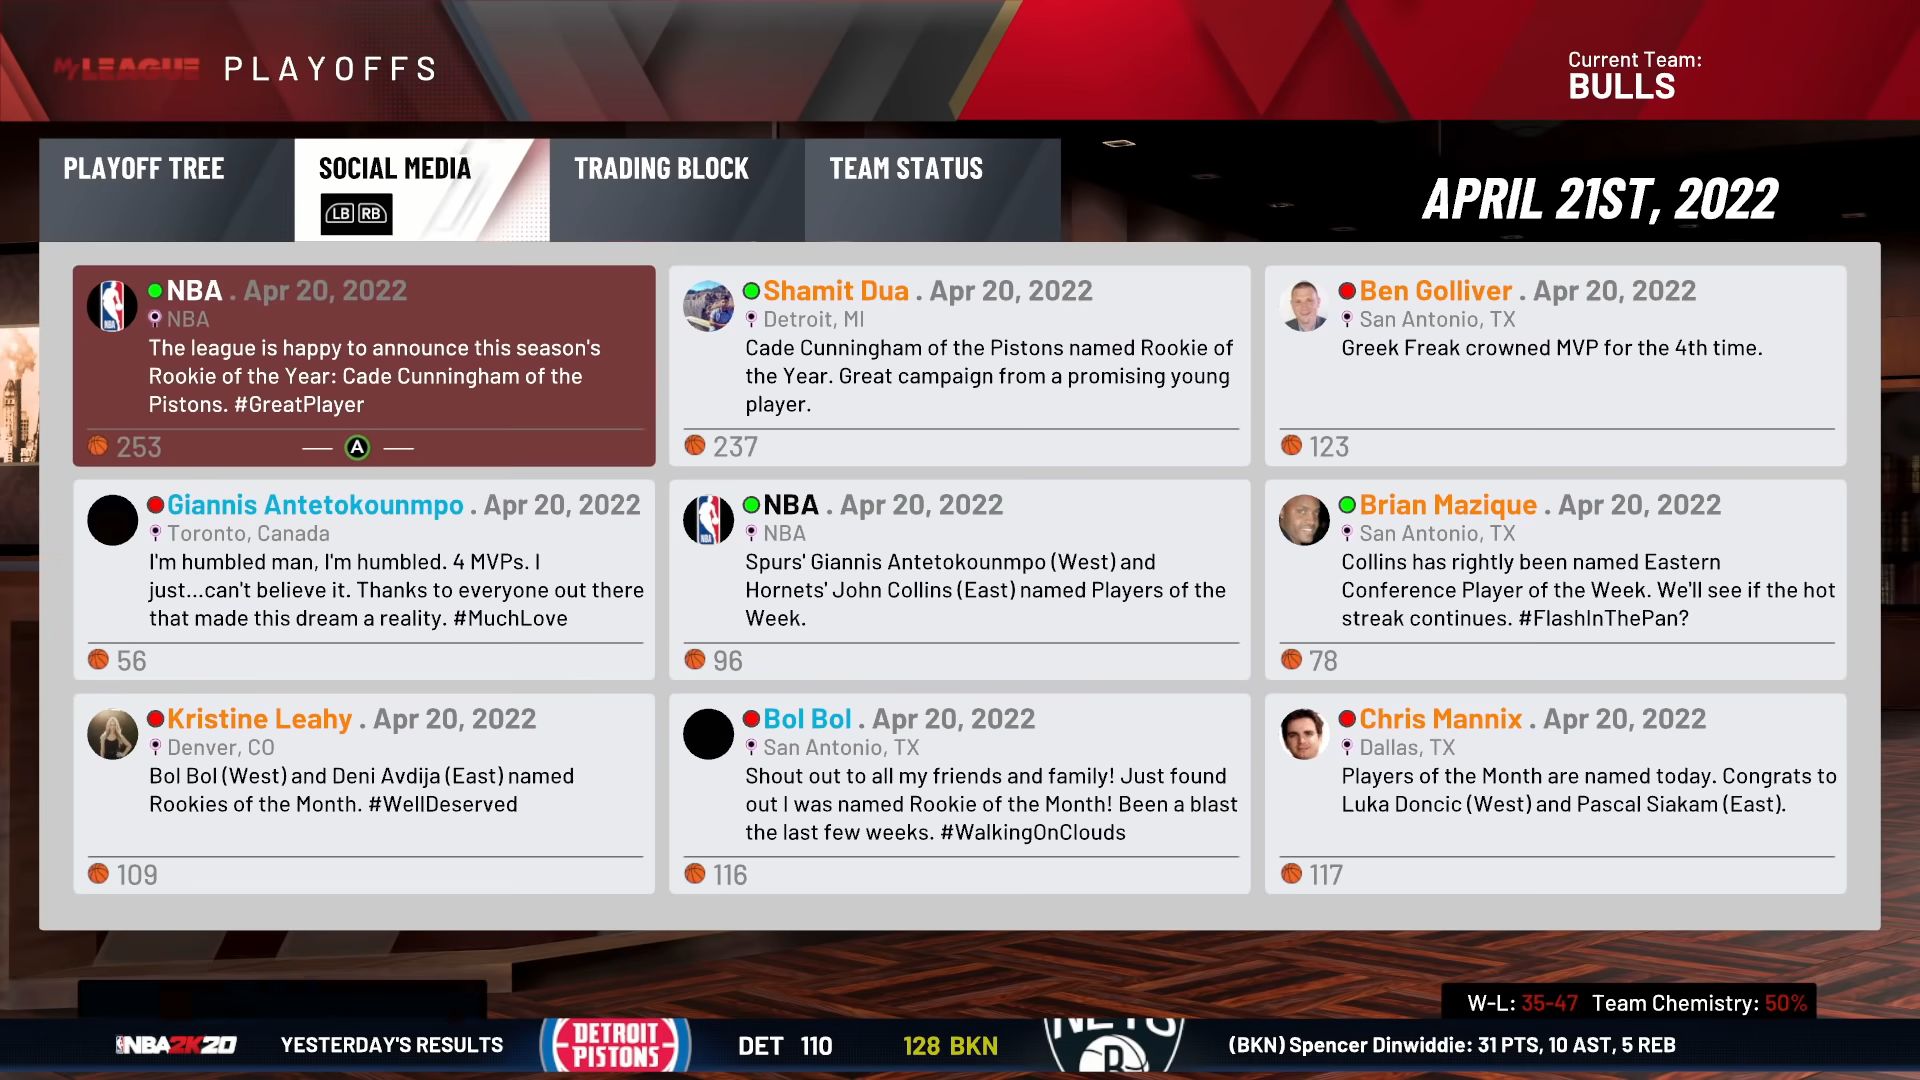 MyLEAGUE PLAYOFFS
Current Team:
BULLS
PLAYOFF TREE
SOCIAL MEDIA
LB RB
TRADING BLOCK
TEAM STATUS
APRIL 21ST, 2022
NBA . Apr 20, 2022
NBA
The league is happy to announce this season's
Rookie of the Year: Cade Cunningham of the
Pistons. #GreatPlayer
253
A
Shamit Dua . Apr 20, 2022
Detroit, MI
Cade Cunningham of the Pistons named Rookie of
the Year. Great campaign from a promising young
player.
237
Ben Golliver . Apr 20, 2022
San Antonio, TX
Greek Freak crowned MVP for the 4th time.
123
Giannis Antetokounmpo . Apr 20, 2022
Toronto, Canada
I'm humbled man, I'm humbled. 4 MVPs. I
just...can't believe it. Thanks to everyone out there
that made this dream a reality. #MuchLove
56
NBA . Apr 20, 2022
NBA
Spurs' Giannis Antetokounmpo (West) and
Hornets' John Collins (East) named Players of the
Week.
96
Brian Mazique . Apr 20, 2022
San Antonio, TX
Collins has rightly been named Eastern
Conference Player of the Week. We'll see if the hot
streak continues. #FlashInThePan?
78
Kristine Leahy . Apr 20, 2022
Denver, CO
Bol Bol (West) and Deni Avdija (East) named
Rookies of the Month. #WellDeserved
109
Bol Bol . Apr 20, 2022
San Antonio, TX
Shout out to all my friends and family! Just found
out I was named Rookie of the Month! Been a blast
the last few weeks. #WalkingOnClouds
116
Chris Mannix . Apr 20, 2022
Dallas, TX
Players of the Month are named today. Congrats to
Luka Doncic (West) and Pascal Siakam (East).
117
W-L: 35-47 Team Chemistry: 50%
NBA2K20
YESTERDAY'S RESULTS
DETROIT
PISTONS
DET 110
128 BKN
NETS
B
(BKN) Spencer Dinwiddie: 31 PTS, 10 AST, 5 REB